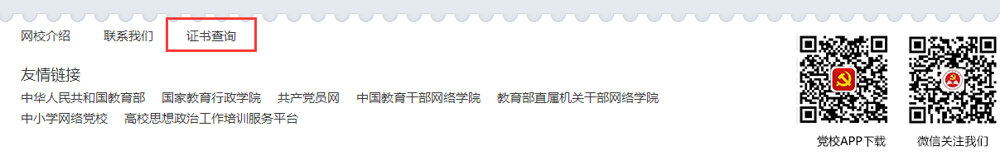 网校介绍 联系我们 证书查询
友情链接
中华人民共和国教育部 国家教育行政学院 共产党员网 中国教育干部网络学院 教育部直属机关干部网络学院
中小学网络党校 高校思想政治工作培训服务平台
党校APP下载 微信关注我们